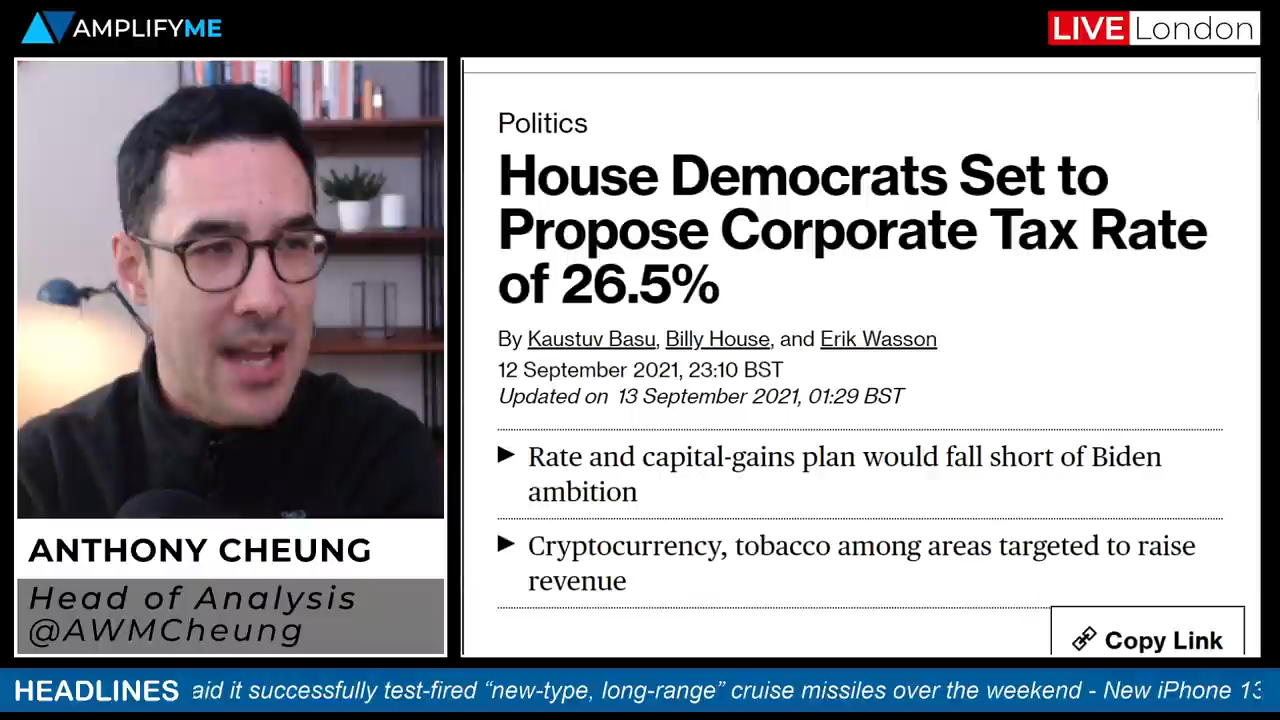 AMPLIFYME
LIVE London
Politics
House Democrats Set to
Propose Corporate Tax Rate
of 26.5%
By Kaustuv Basu, Billy House, and Erik Wasson
12 September 2021, 23:10 BST
Updated on 13 September 2021, 01:29 BST
Rate and capital-gains plan would fall short of Biden
ambition
Cryptocurrency, tobacco among areas targeted to raise
revenue
Copy Link
ANTHONY CHEUNG
Head of Analysis
@AWMCheung
HEADLINES aid it successfully test-fired “new-type, long-range” cruise missiles over the weekend - New iPhone 13